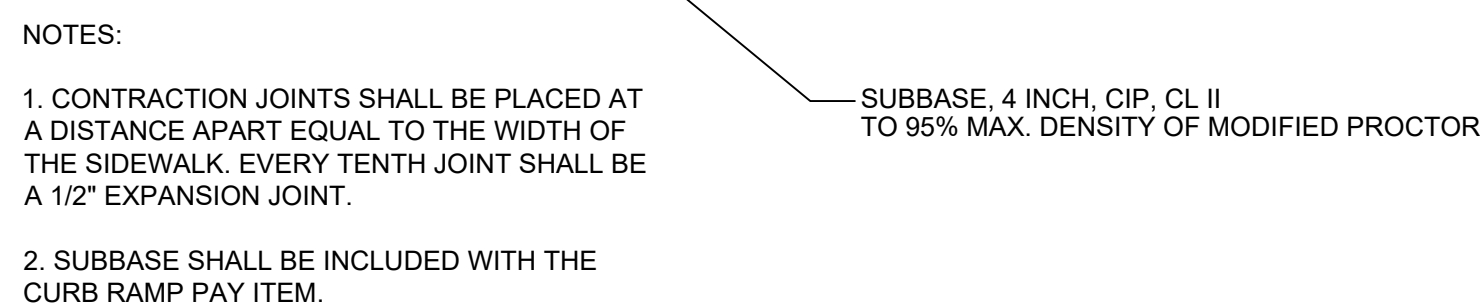 NOTES:
1. CONTRACTION JOINTS SHALL BE PLACED AT
A DISTANCE APART EQUAL TO THE WIDTH OF
THE SIDEWALK. EVERY TENTH JOINT SHALL BE
A 1/2" EXPANSION JOINT.
2. SUBBASE SHALL BE INCLUDED WITH THE
CURB RAMP PAY ITEM.
SUBBASE, 4 INCH, CIP, CL II
TO 95% MAX. DENSITY OF MODIFIED PROCTOR